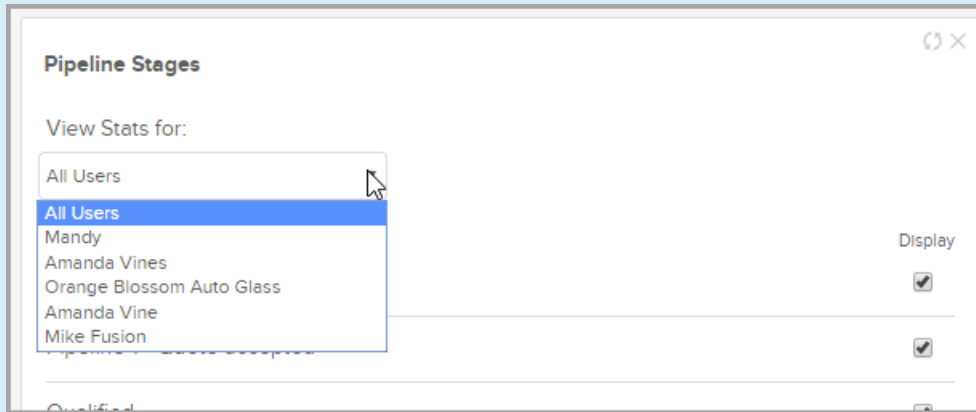 Pipeline Stages
View Stats for:
All Users
All Users
Mandy
Amanda Vines
Display
Orange Blossom Auto Glass
Amanda Vine
Mike Fusion
Qualified